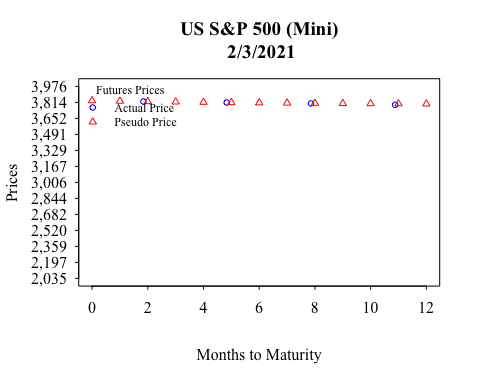 US S&P 500 (Mini)
2/3/2021
Prices
3,976
3,814
3,652
3,491
3,329
3,167
3,006
2,844
2,682
2,520
2,359
2,197
2,035
Futures Prices
Actual Price
Pseudo Price
0 2 4 6 8 10 12
Months to Maturity